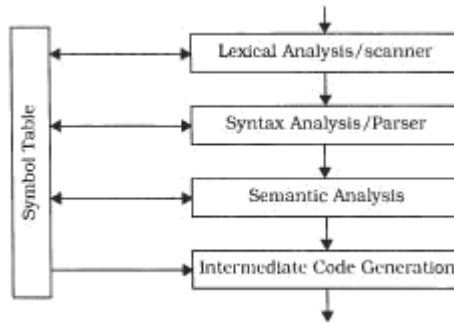 Symbol Table
Lexical Analysis/scanner
Syntax Analysis/Parser
Semantic Analysis
Intermediate Code Generation